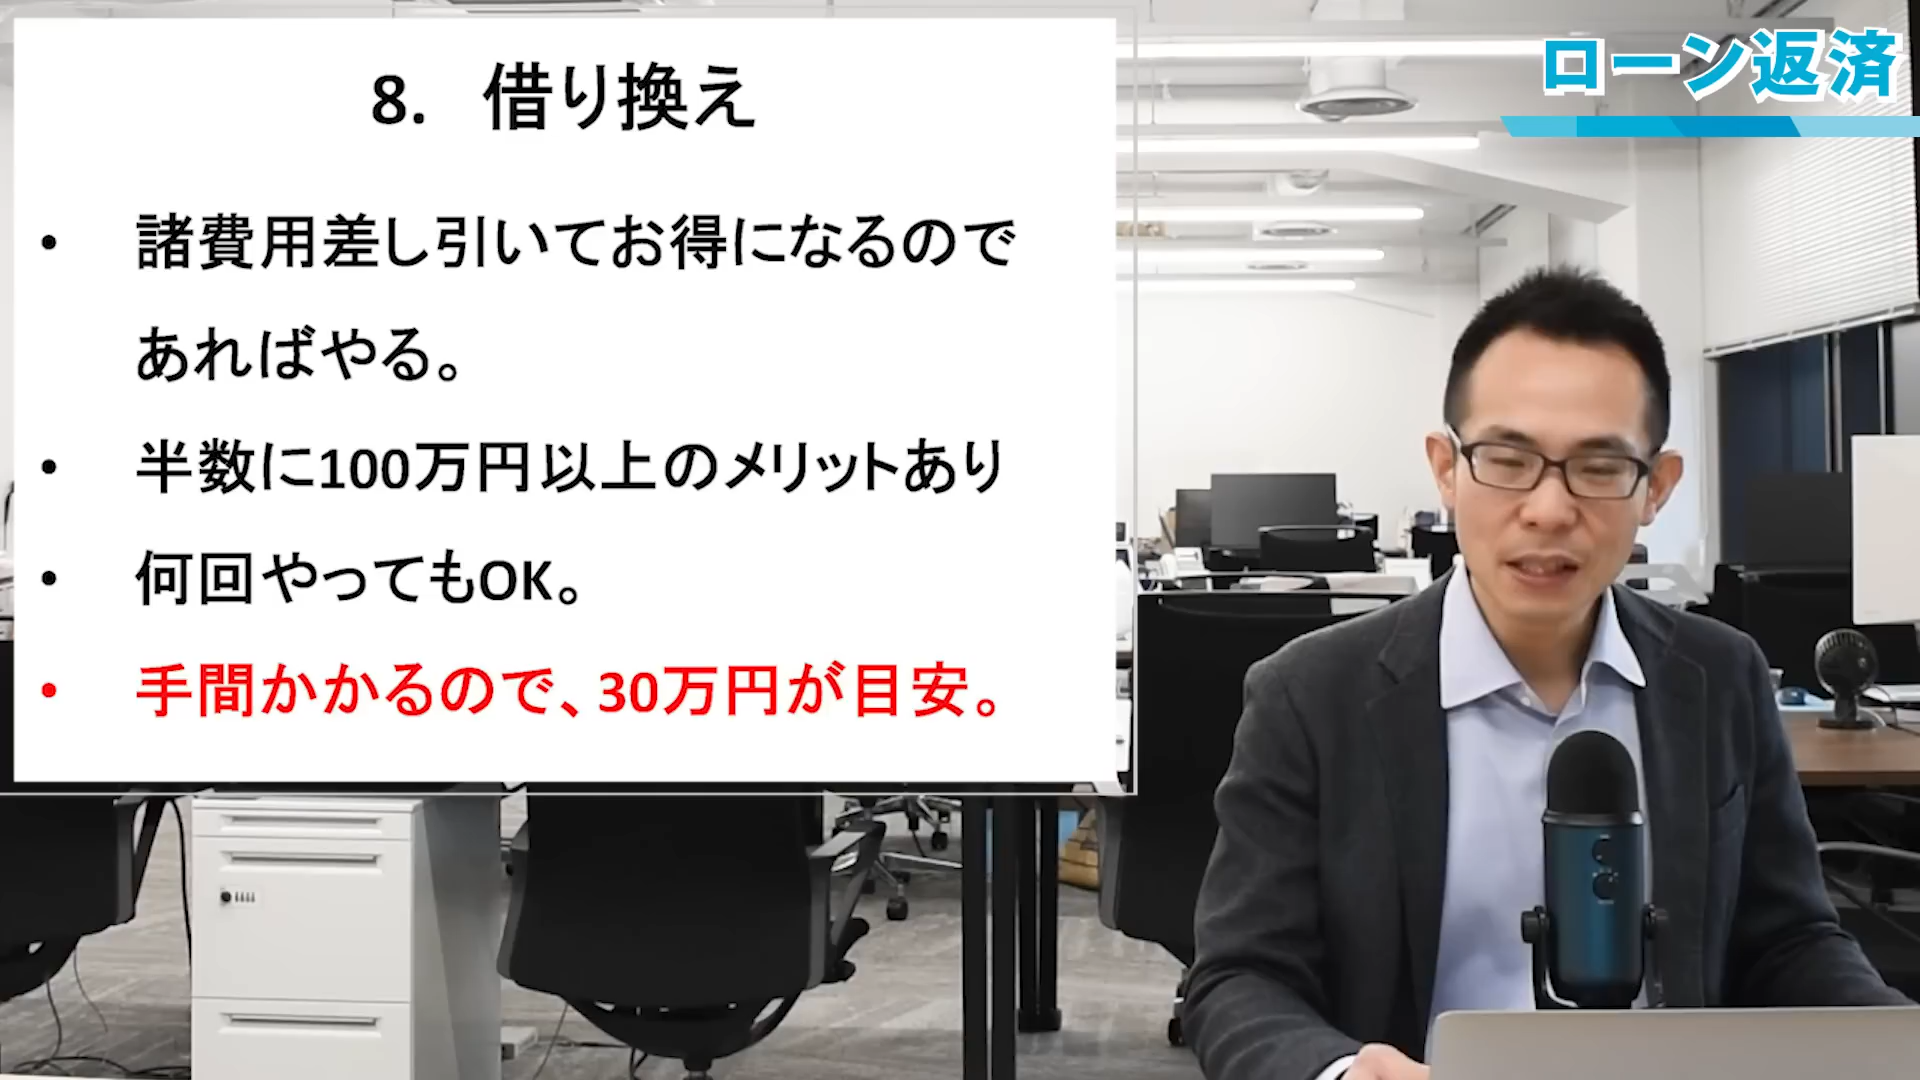 ローン返済
8. 借り換え
• 諸費用差し引いてお得になるので
あればやる。
• 半数に100万円以上のメリットあり
• 何回やってもOK。
• 手間かかるので、30万円が目安。